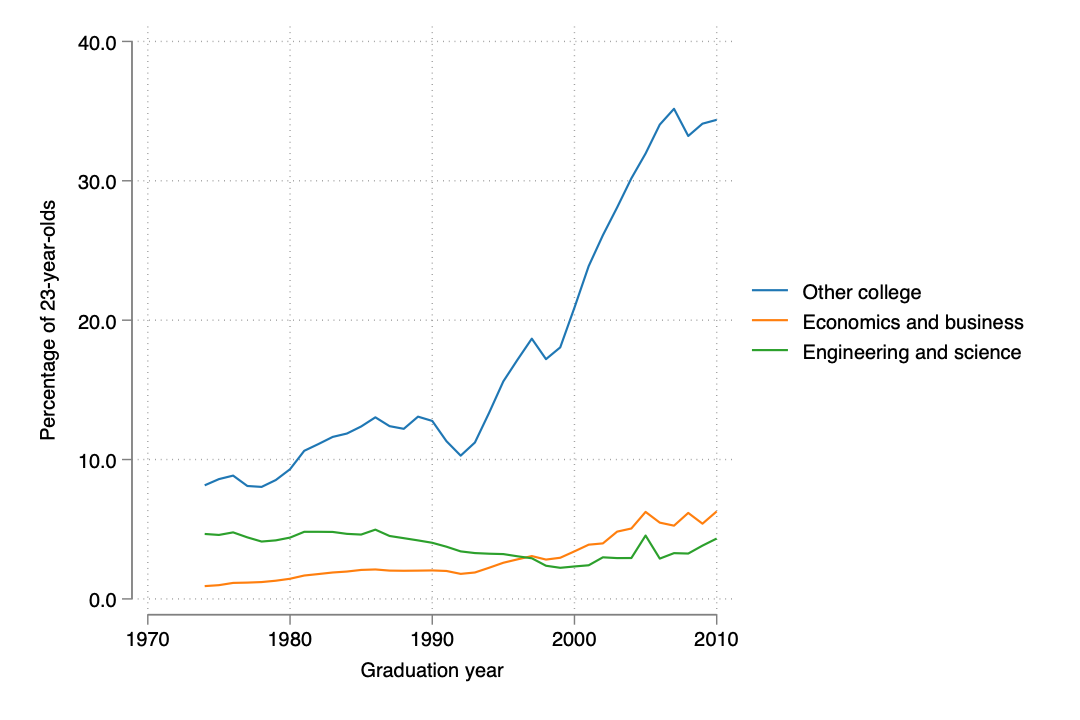 40.0
30.0
20.0
10.0
0.0
Percentage of 23-year-olds
1970 1980 1990 2000 2010
Graduation year
Other college
Economics and business
Engineering and science